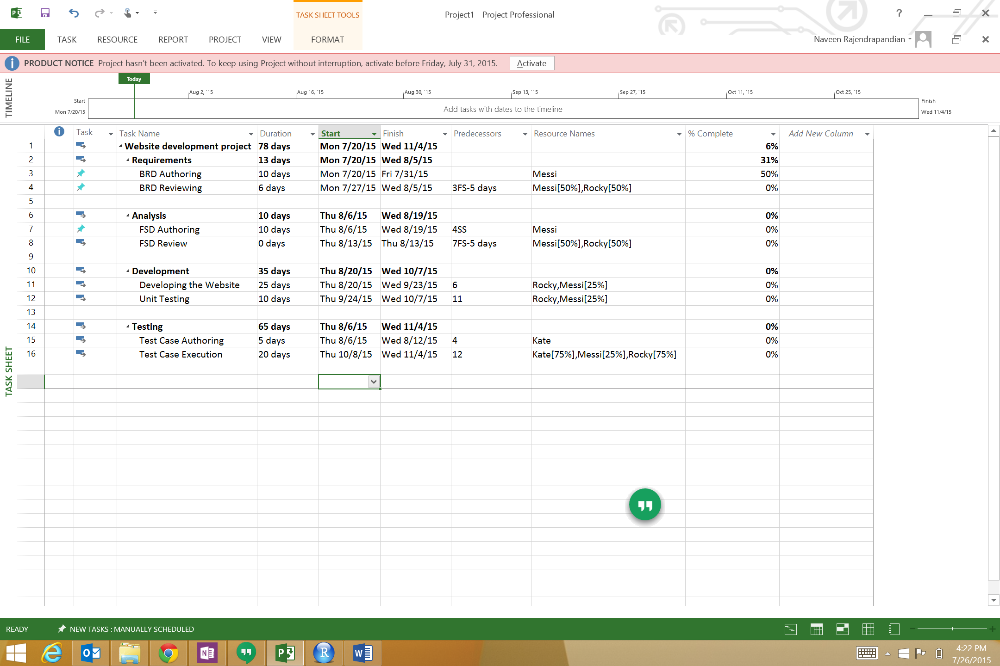 TASK SHEET TOOLS
Project1 - Project Professional
?
FILE TASK RESOURCE REPORT PROJECT VIEW FORMAT
Naveen Rajendrapandian
PRODUCT NOTICE Project hasn't been activated. To keep using Project without interruption, activate before Friday, July 31, 2015. Activate
TIMELINE
Today
Aug 2, '15 Aug 16, '15 Aug 30, '15 Sep 13, '15 Sep 27, '15 Oct 11, '15 Oct 25, '15
Start
Mon 7/20/15
Add tasks with dates to the timeline
Finish
Wed 11/4/15
TASK SHEET
Task Task Name Duration Start Finish Predecessors Resource Names % Complete Add New Column
1 Website development project 78 days Mon 7/20/15 Wed 11/4/15 6%
2 Requirements 13 days Mon 7/20/15 Wed 8/5/15 31%
3 BRD Authoring 10 days Mon 7/20/15 Fri 7/31/15 Messi 50%
4 BRD Reviewing 6 days Mon 7/27/15 Wed 8/5/15 3FS-5 days Messi[50%],Rocky[50%] 0%
5
6 Analysis 10 days Thu 8/6/15 Wed 8/19/15 0%
7 FSD Authoring 10 days Thu 8/6/15 Wed 8/19/15 4SS Messi 0%
8 FSD Review 0 days Thu 8/13/15 Thu 8/13/15 7FS-5 days Messi[50%],Rocky[50%] 0%
9
10 Development 35 days Thu 8/20/15 Wed 10/7/15 0%
11 Developing the Website 25 days Thu 8/20/15 Wed 9/23/15 6 Rocky,Messi[25%] 0%
12 Unit Testing 10 days Thu 9/24/15 Wed 10/7/15 11 Rocky,Messi[25%] 0%
13
14 Testing 65 days Thu 8/6/15 Wed 11/4/15 0%
15 Test Case Authoring 5 days Thu 8/6/15 Wed 8/12/15 4 Kate 0%
16 Test Case Execution 20 days Thu 10/8/15 Wed 11/4/15 12 Kate[75%],Messi[25%],Rocky[75%] 0%
READY NEW TASKS : MANUALLY SCHEDULED
4:22 PM
7/26/2015